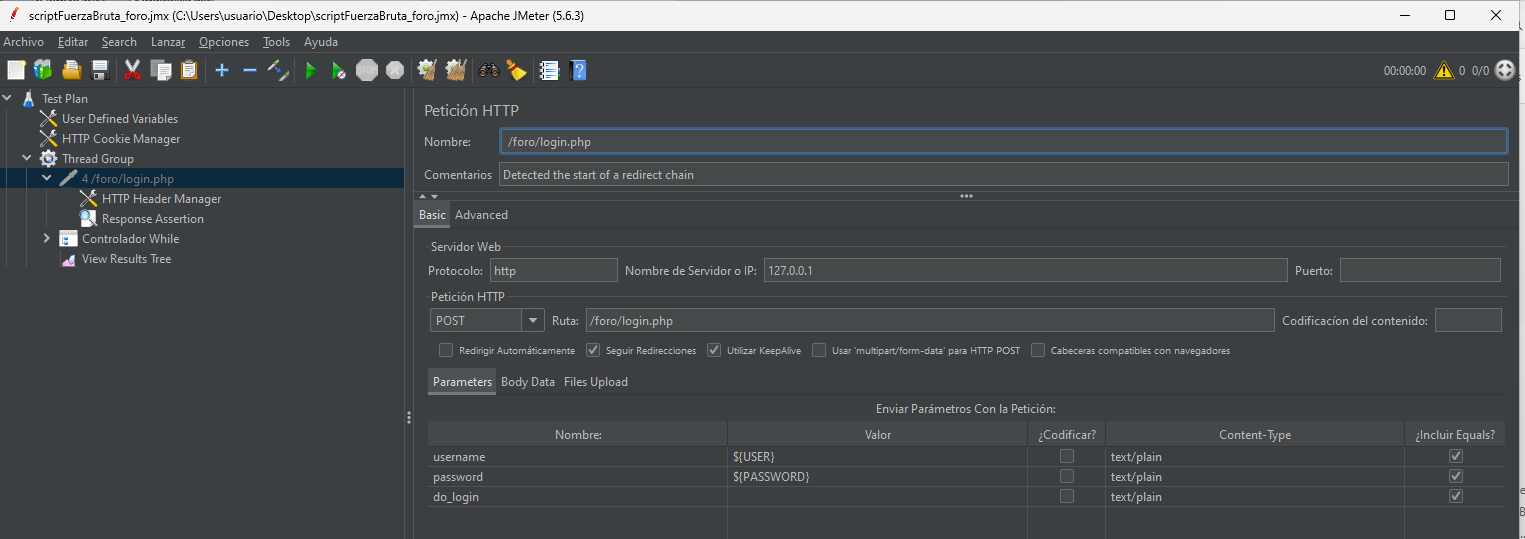 scriptFuerzaBruta_foro.jmx (C:\Users\usuario\Desktop\scriptFuerzaBruta_foro.jmx) - Apache JMeter (5.6.3)
Archivo Editar Search Lanzar Opciones Tools Ayuda
STOP 00:00:00 0 0/0
Test Plan
User Defined Variables
HTTP Cookie Manager
Thread Group
4 /foro/login.php
HTTP Header Manager
Response Assertion
Controlador While
View Results Tree
Petición HTTP
Nombre: /foro/login.php
Comentarios Detected the start of a redirect chain
Basic Advanced
Servidor Web
Protocolo: http Nombre de Servidor o IP: 127.0.0.1 Puerto:
Petición HTTP
POST Ruta: /foro/login.php Codificacíon del contenido:
Redirigir Automáticamente Seguir Redirecciones Utilizar KeepAlive Usar 'multipart/form-data' para HTTP POST Cabeceras compatibles con navegadores
Parameters Body Data Files Upload
Enviar Parámetros Con la Petición:
Nombre: Valor ¿Codificar? Content-Type ¿Incluir Equals?
username ${USER} text/plain
password ${PASSWORD} text/plain
do_login text/plain